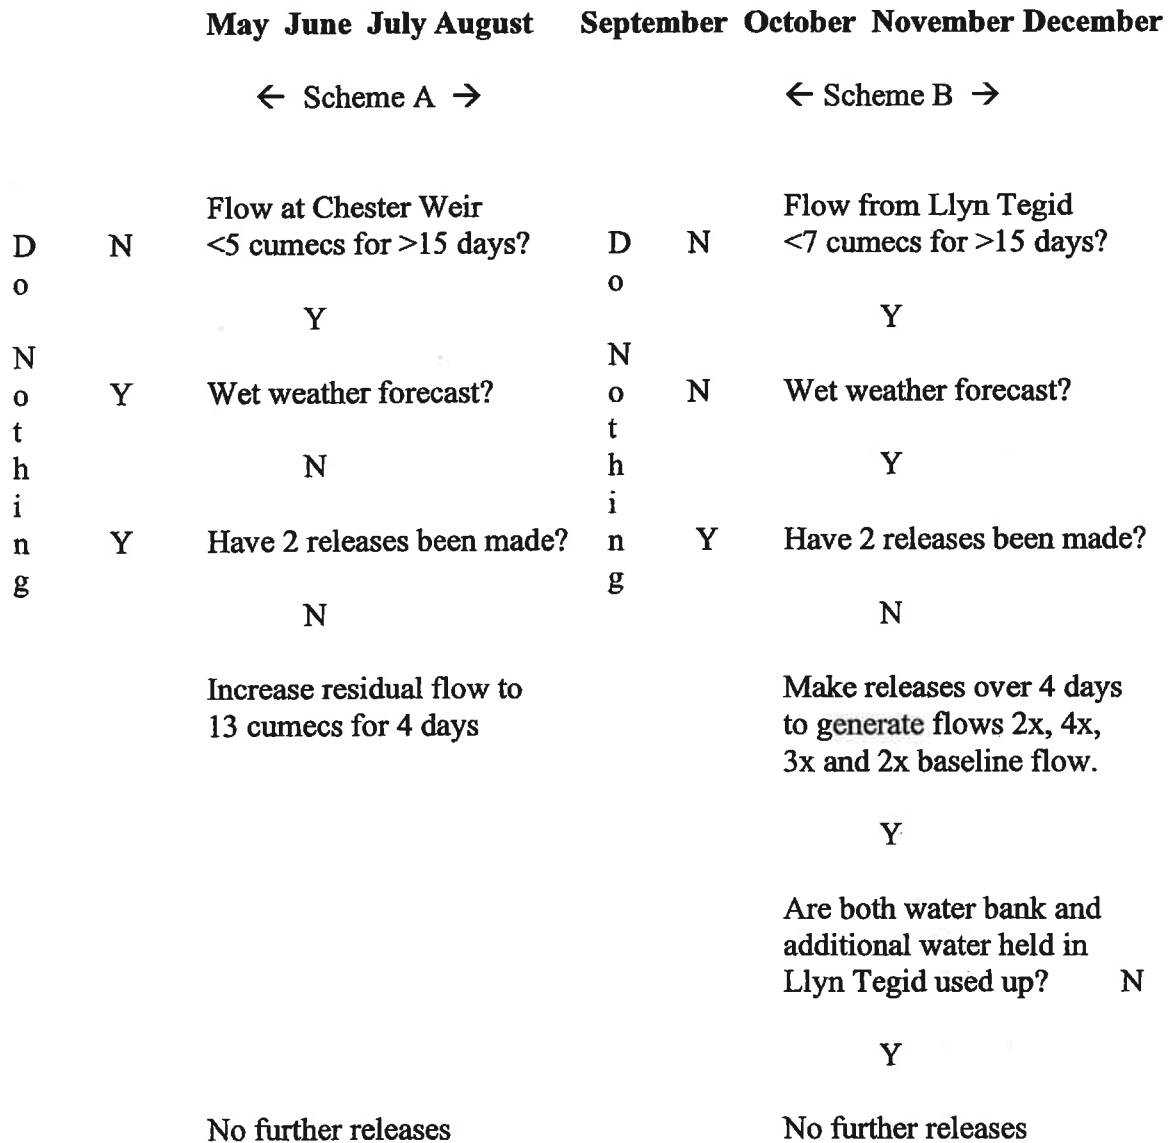 May June July August September October November December
← Scheme A →
← Scheme B →
Flow at Chester Weir
D N <5 cumecs for >15 days?
o
Y
N
o Y Wet weather forecast?
t
h N
i
n Y Have 2 releases been made?
g
N
Increase residual flow to
13 cumecs for 4 days
No further releases
Flow from Llyn Tegid
D N <7 cumecs for >15 days?
o
Y
N
o N Wet weather forecast?
t
h Y
i
n Y Have 2 releases been made?
g
N
Make releases over 4 days
to generate flows 2x, 4x,
3x and 2x baseline flow.
Y
Are both water bank and
additional water held in
Llyn Tegid used up? N
Y
No further releases